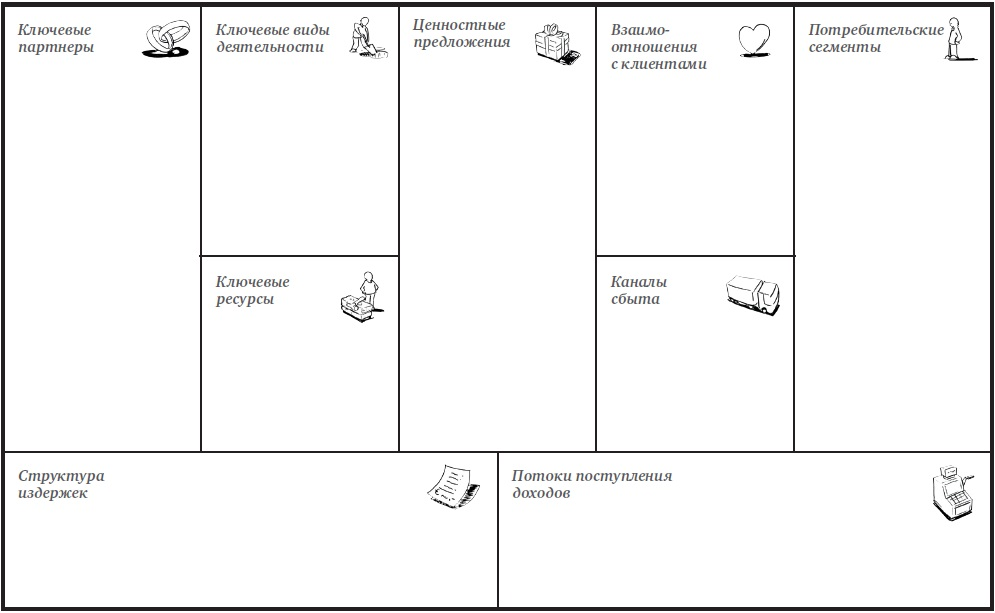 Ключевые
партнеры
Ключевые виды
деятельности
Ценностные
предложения
Взаимо-
отношения
с клиентами
Потребительские
сегменты
Ключевые
ресурсы
Каналы
сбыта
Структура
издержек
Потоки поступления
доходов